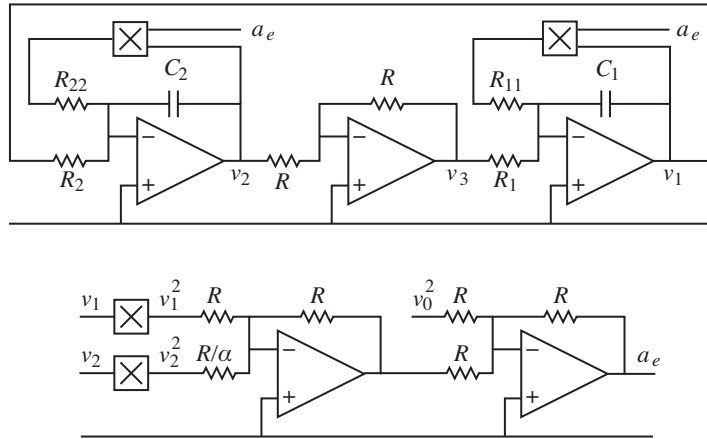 a_e a_e
R_22 C_2 R R_11 C_1
− − −
R_2 + v_2 R + v_3 R_1 + v_1
v_1 v_1^2 R R v_0^2 R R
v_2 v_2^2 R/α − R − a_e
+ +